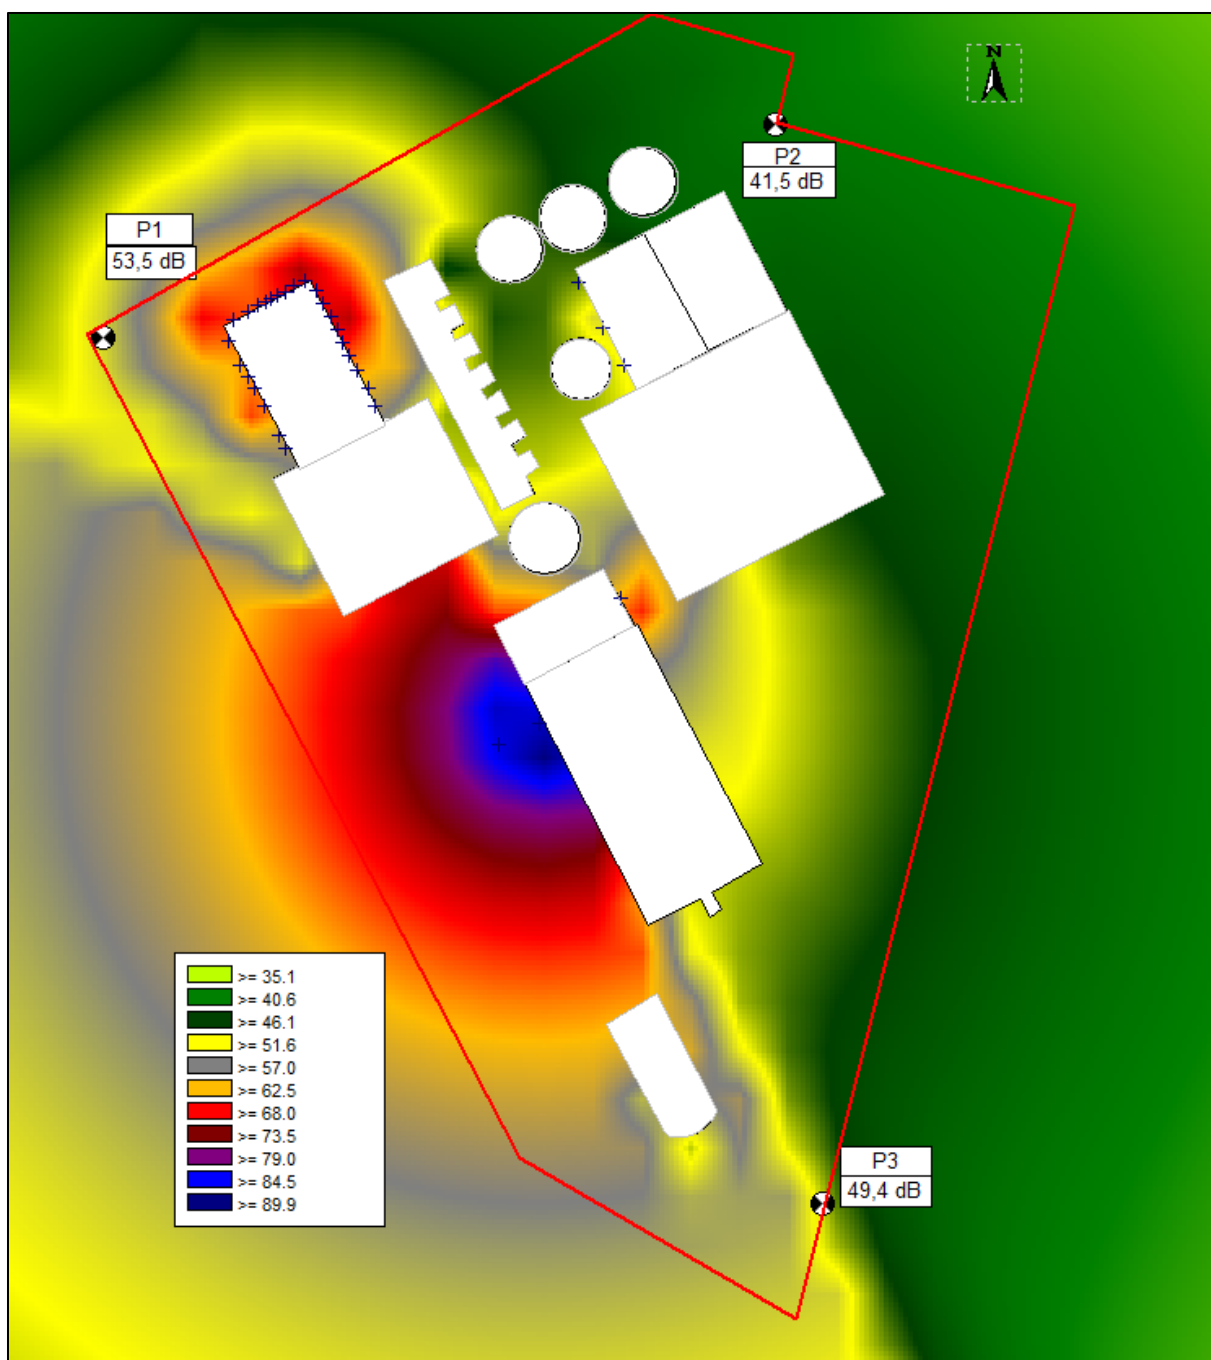 N
P2
41,5 dB
P1
53,5 dB
>= 35.1
>= 40.6
>= 46.1
>= 51.6
>= 57.0
>= 62.5
>= 68.0
>= 73.5
>= 79.0
>= 84.5
>= 89.9
P3
49,4 dB